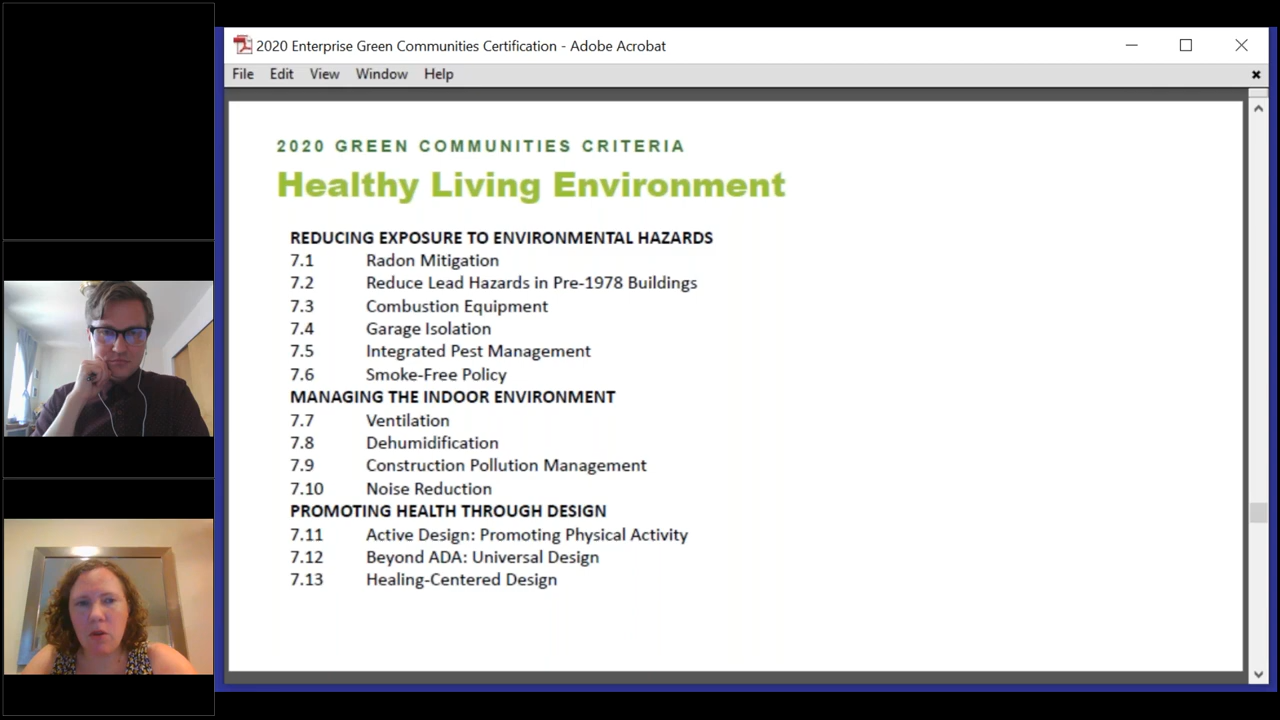 2020 Enterprise Green Communities Certification - Adobe Acrobat
File Edit View Window Help
2020 GREEN COMMUNITIES CRITERIA
Healthy Living Environment
REDUCING EXPOSURE TO ENVIRONMENTAL HAZARDS
7.1 Radon Mitigation
7.2 Reduce Lead Hazards in Pre-1978 Buildings
7.3 Combustion Equipment
7.4 Garage Isolation
7.5 Integrated Pest Management
7.6 Smoke-Free Policy
MANAGING THE INDOOR ENVIRONMENT
7.7 Ventilation
7.8 Dehumidification
7.9 Construction Pollution Management
7.10 Noise Reduction
PROMOTING HEALTH THROUGH DESIGN
7.11 Active Design: Promoting Physical Activity
7.12 Beyond ADA: Universal Design
7.13 Healing-Centered Design